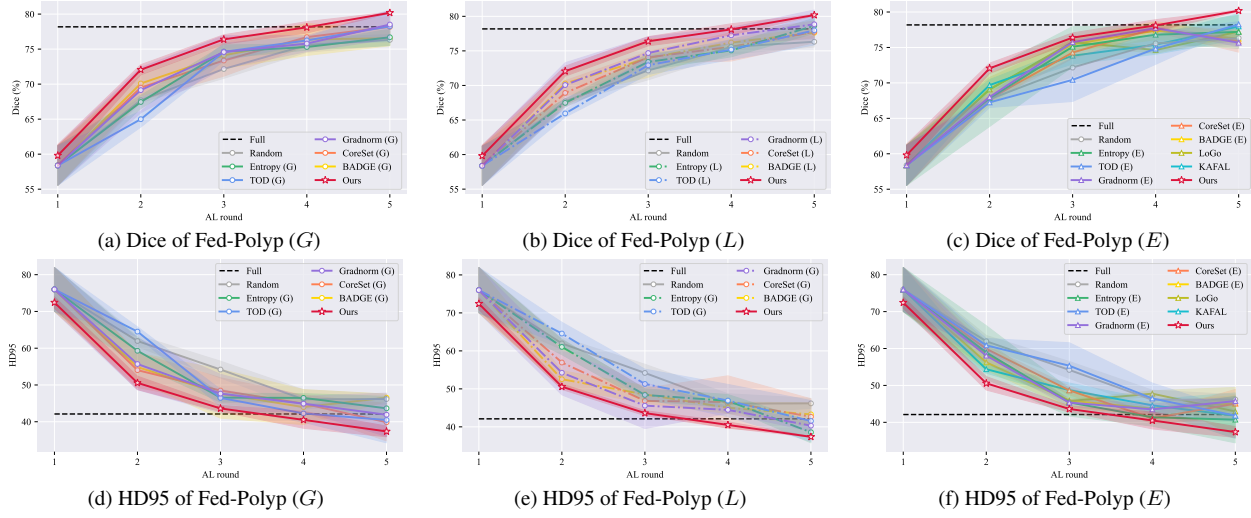 Dice (%)
80
75
70
65
60
55
Full
Random
Entropy (G)
TOD (G)
Gradnorm (G)
CoreSet (G)
BADGE (G)
Ours
1 2 3 4 5
AL round
(a) Dice of Fed-Polyp (G)
Dice (%)
80
75
70
65
60
55
Full
Random
Entropy (L)
TOD (L)
Gradnorm (L)
CoreSet (L)
BADGE (L)
Ours
1 2 3 4 5
AL round
(b) Dice of Fed-Polyp (L)
Dice (%)
80
75
70
65
60
55
Full
Random
Entropy (E)
TOD (E)
Gradnorm (E)
CoreSet (E)
BADGE (E)
LoGo
KAFAL
Ours
1 2 3 4 5
AL round
(c) Dice of Fed-Polyp (E)
HD95
80
70
60
50
40
Full
Random
Entropy (G)
TOD (G)
Gradnorm (G)
CoreSet (G)
BADGE (G)
Ours
1 2 3 4 5
AL round
(d) HD95 of Fed-Polyp (G)
HD95
80
70
60
50
40
Full
Random
Entropy (G)
TOD (G)
Gradnorm (G)
CoreSet (G)
BADGE (G)
Ours
1 2 3 4 5
AL round
(e) HD95 of Fed-Polyp (L)
HD95
80
70
60
50
40
Full
Random
Entropy (E)
TOD (E)
Gradnorm (E)
CoreSet (E)
BADGE (E)
LoGo
KAFAL
Ours
1 2 3 4 5
AL round
(f) HD95 of Fed-Polyp (E)